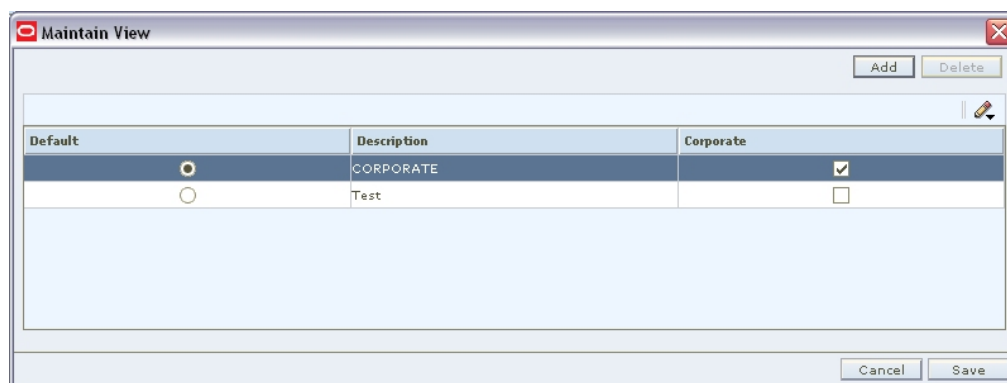 Maintain View
Add Delete
Default Description Corporate
CORPORATE
Test
Cancel Save